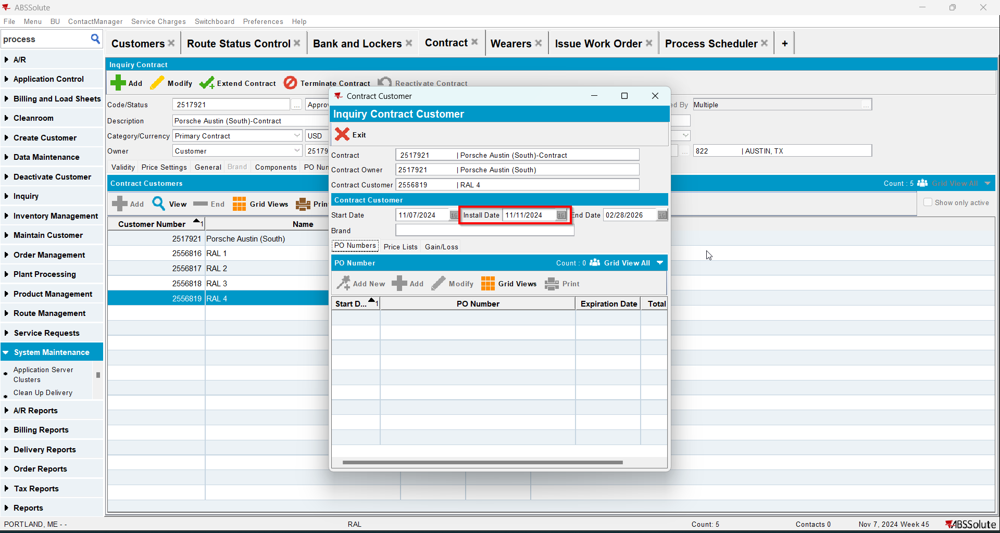 ABSSolute
File Menu BU ContactManager Service Charges Switchboard Preferences Help
process
Customers Route Status Control Bank and Lockers Contract Wearers Issue Work Order Process Scheduler +
A/R
Application Control
Billing and Load Sheets
Cleanroom
Create Customer
Data Maintenance
Deactivate Customer
Inquiry
Inventory Management
Maintain Customer
Order Management
Plant Processing
Product Management
Route Management
Service Requests
System Maintenance
Application Server
Clusters
Clean Up Delivery
A/R Reports
Billing Reports
Delivery Reports
Order Reports
Tax Reports
Reports
Inquiry Contract
Add Modify Extend Contract Terminate Contract Reactivate Contract
Code/Status 2517921 ... Approv ed By Multiple ...
Description Porsche Austin (South)-Contract
Category/Currency Primary Contract USD
Owner Customer 25179 ... 822 | AUSTIN, TX
Validity Price Settings General Brand Components PO Num
Contract Customers Count : 5 Grid View All
Add View End Grid Views Prin Show only active
Customer Number 1 Name
2517921 Porsche Austin (South)
2556816 RAL 1
2556817 RAL 2
2556818 RAL 3
2556819 RAL 4
Contract Customer
Inquiry Contract Customer
Exit
Contract 2517921 | Porsche Austin (South)-Contract
Contract Owner 2517921 | Porsche Austin (South)
Contract Customer 2556819 | RAL 4
Contract Customer
Start Date 11/07/2024 16 Install Date 11/11/2024 16 End Date 02/28/2026 16
Brand
PO Numbers Price Lists Gain/Loss
PO Number Count : 0 Grid View All
Add New Add Modify Grid Views Print
Start D... 1 PO Number Expiration Date Total
PORTLAND, ME - - RAL Count: 5 Contacts 0 Nov 7, 2024 Week 45 ABSSolute